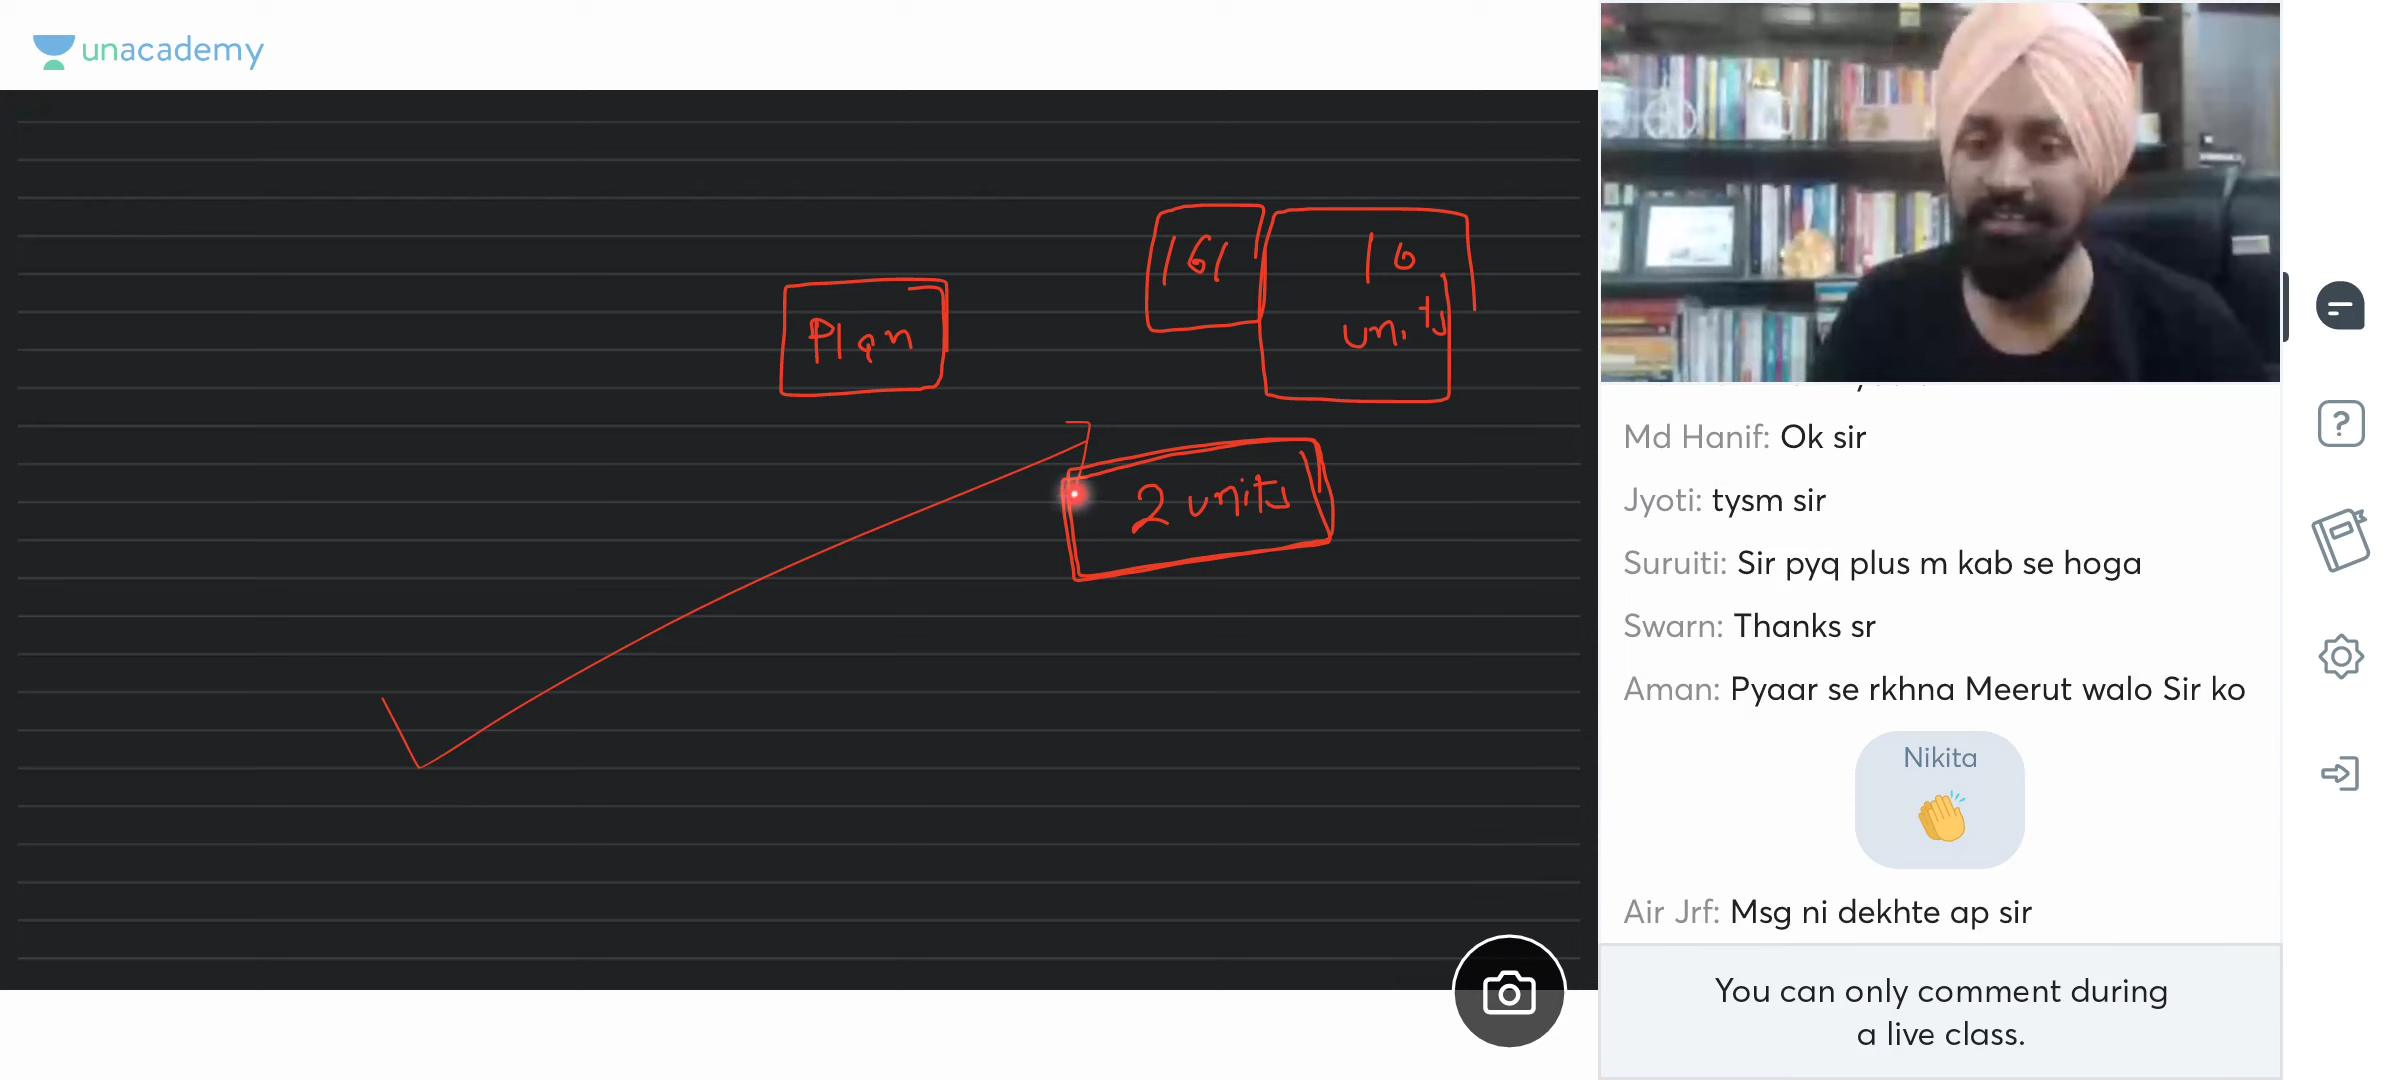 unacademy
161
10
units
Plan
2 units
Md Hanif: Ok sir
Jyoti: tysm sir
Suruiti: Sir pyq plus m kab se hoga
Swarn: Thanks sr
Aman: Pyaar se rkhna Meerut walo Sir ko
Nikita
Air Jrf: Msg ni dekhte ap sir
You can only comment during
a live class.